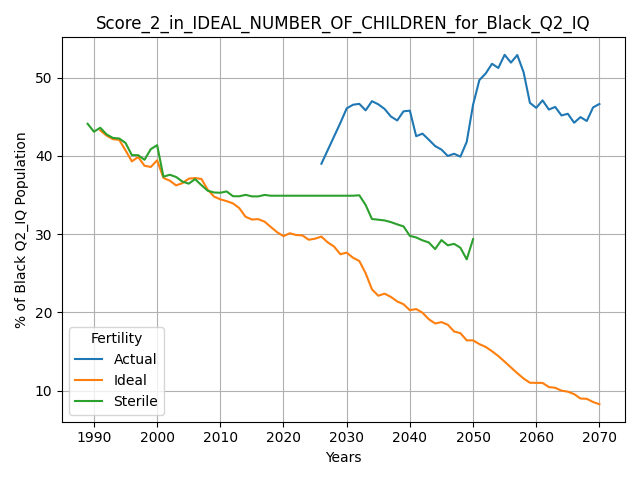 Score_2_in_IDEAL_NUMBER_OF_CHILDREN_for_Black_Q2_IQ
% of Black Q2_IQ Population
50
40
30
20
10
Fertility
Actual
Ideal
Sterile
1990 2000 2010 2020 2030 2040 2050 2060 2070
Years